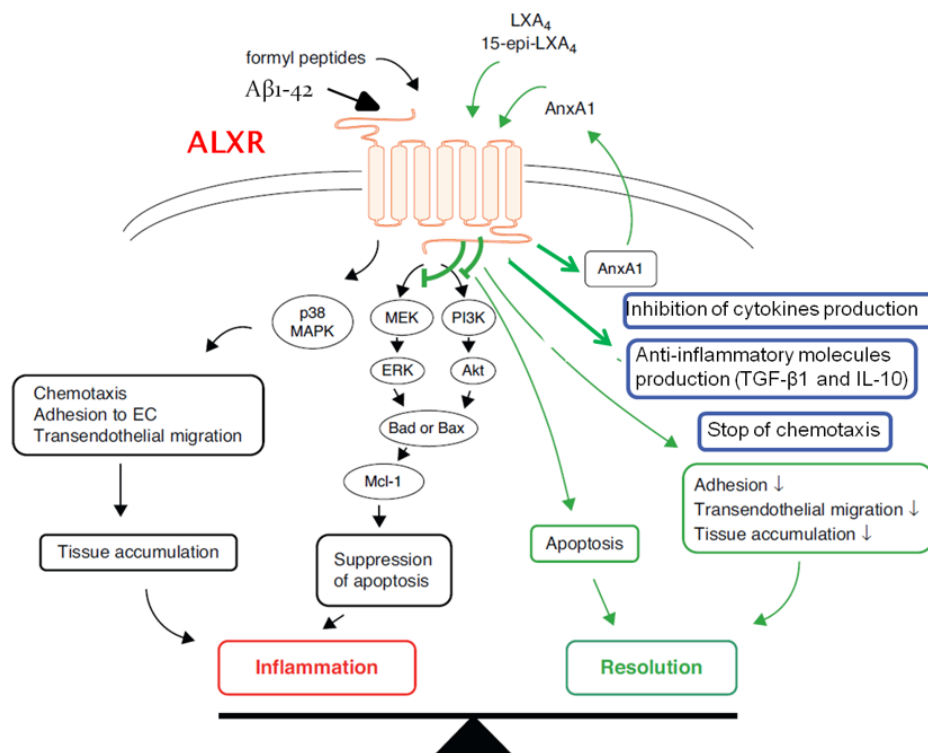 LXA₄
15-epi-LXA₄
formyl peptides
Aβ1-42
AnxA1
ALXR
AnxA1
p38
MAPK
MEK
PI3K
Inhibition of cytokines production
ERK
Akt
Anti-inflammatory molecules
production (TGF-β1 and IL-10)
Chemotaxis
Adhesion to EC
Transendothelial migration
Bad or Bax
Stop of chemotaxis
Mcl-1
Adhesion ↓
Transendothelial migration ↓
Tissue accumulation ↓
Tissue accumulation
Suppression
of apoptosis
Apoptosis
Inflammation
Resolution